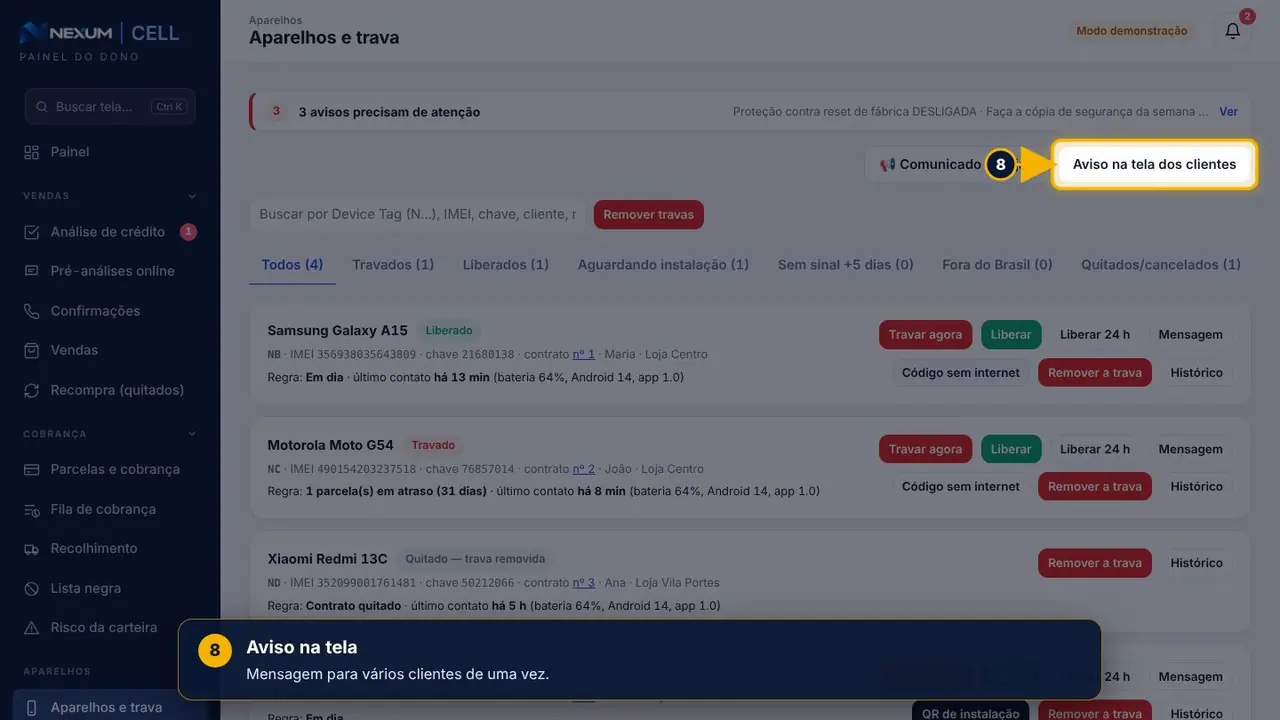 NEXUM | CELL
PAINEL DO DONO
Buscar tela... Ctrl K
Painel
VENDAS
Análise de crédito 1
Pré-análises online
Confirmações
Vendas
Recompra (quitados)
COBRANÇA
Parcelas e cobrança
Fila de cobrança
Recolhimento
Lista negra
Risco da carteira
APARELHOS
Aparelhos e trava
Aparelhos
Aparelhos e trava
Modo demonstração
2
3 3 avisos precisam de atenção Proteção contra reset de fábrica DESLIGADA · Faça a cópia de segurança da semana ... Ver
Comunicado 8 Aviso na tela dos clientes
Buscar por Device Tag (N...), IMEI, chave, cliente, r Remover travas
Todos (4) Travados (1) Liberados (1) Aguardando instalação (1) Sem sinal +5 dias (0) Fora do Brasil (0) Quitados/cancelados (1)
Samsung Galaxy A15 Liberado
NB · IMEI 356938035643809 · chave 21680138 · contrato nº 1 · Maria · Loja Centro
Regra: Em dia · último contato há 13 min (bateria 64%, Android 14, app 1.0)
Travar agora Liberar Liberar 24 h Mensagem
Código sem internet Remover a trava Histórico
Motorola Moto G54 Travado
NC · IMEI 490154203237518 · chave 76857014 · contrato nº 2 · João · Loja Centro
Regra: 1 parcela(s) em atraso (31 dias) · último contato há 8 min (bateria 64%, Android 14, app 1.0)
Travar agora Liberar Liberar 24 h Mensagem
Código sem internet Remover a trava Histórico
Xiaomi Redmi 13C Quitado — trava removida
ND · IMEI 352099001761481 · chave 50212066 · contrato nº 3 · Ana · Loja Vila Portes
Regra: Contrato quitado · último contato há 5 h (bateria 64%, Android 14, app 1.0)
Remover a trava Histórico
8 Aviso na tela
Mensagem para vários clientes de uma vez.
24 h Mensagem
Regra: Em dia
QR de instalação Remover a trava Histórico